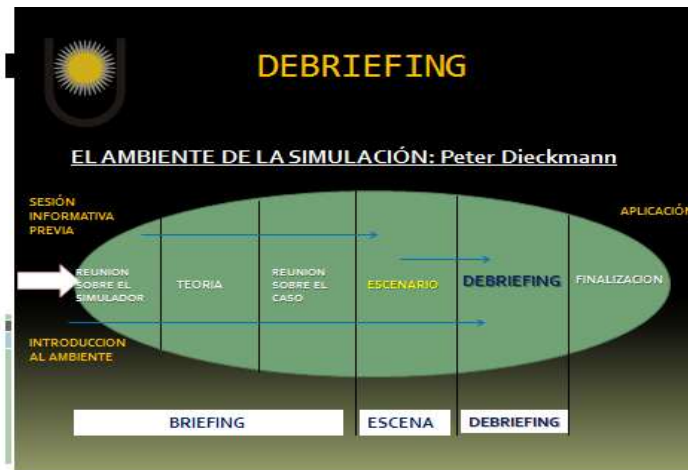 DEBRIEFING
EL AMBIENTE DE LA SIMULACIÓN: Peter Dieckmann
SESIÓN
INFORMATIVA
PREVIA
APLICACIÓN
REUNION
SOBRE EL
SIMULADOR
TEORIA
REUNION
SOBRE EL
CASO
ESCENARIO
DEBRIEFING
FINALIZACION
INTRODUCCION
AL AMBIENTE
BRIEFING
ESCENA
DEBRIEFING